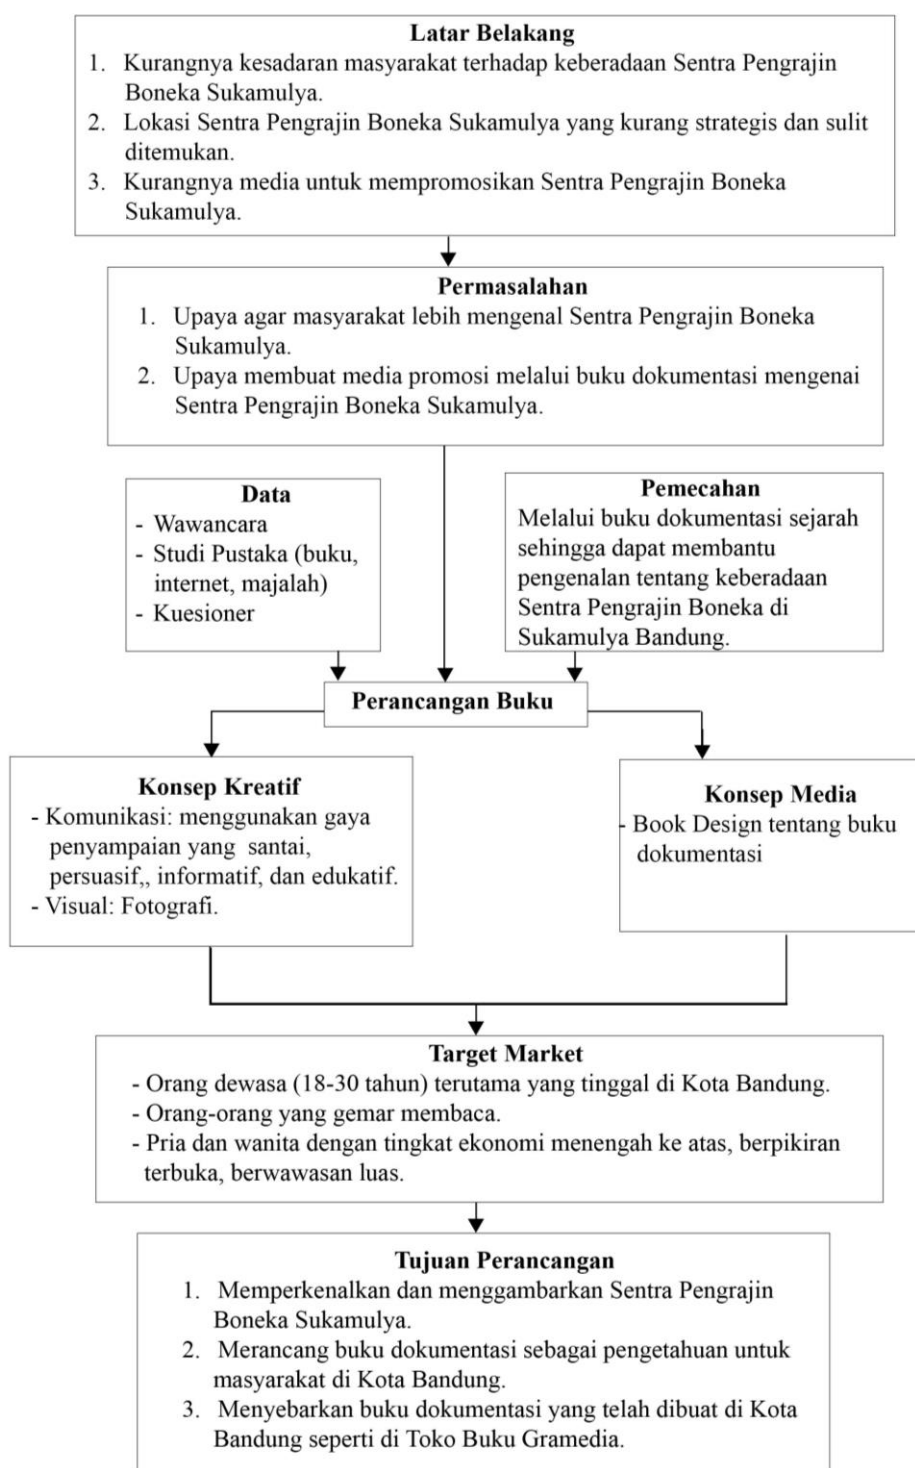 Latar Belakang
1. Kurangnya kesadaran masyarakat terhadap keberadaan Sentra Pengrajin
Boneka Sukamulya.
2. Lokasi Sentra Pengrajin Boneka Sukamulya yang kurang strategis dan sulit
ditemukan.
3. Kurangnya media untuk mempromosikan Sentra Pengrajin Boneka
Sukamulya.
Permasalahan
1. Upaya agar masyarakat lebih mengenal Sentra Pengrajin Boneka
Sukamulya.
2. Upaya membuat media promosi melalui buku dokumentasi mengenai
Sentra Pengrajin Boneka Sukamulya.
Data
- Wawancara
- Studi Pustaka (buku,
internet, majalah)
- Kuesioner
Pemecahan
Melalui buku dokumentasi sejarah
sehingga dapat membantu
pengenalan tentang keberadaan
Sentra Pengrajin Boneka di
Sukamulya Bandung.
Perancangan Buku
Konsep Kreatif
- Komunikasi: menggunakan gaya
penyampaian yang santai,
persuasif,, informatif, dan edukatif.
- Visual: Fotografi.
Konsep Media
- Book Design tentang buku
dokumentasi
Target Market
- Orang dewasa (18-30 tahun) terutama yang tinggal di Kota Bandung.
- Orang-orang yang gemar membaca.
- Pria dan wanita dengan tingkat ekonomi menengah ke atas, berpikiran
terbuka, berwawasan luas.
Tujuan Perancangan
1. Memperkenalkan dan menggambarkan Sentra Pengrajin
Boneka Sukamulya.
2. Merancang buku dokumentasi sebagai pengetahuan untuk
masyarakat di Kota Bandung.
3. Menyebarkan buku dokumentasi yang telah dibuat di Kota
Bandung seperti di Toko Buku Gramedia.